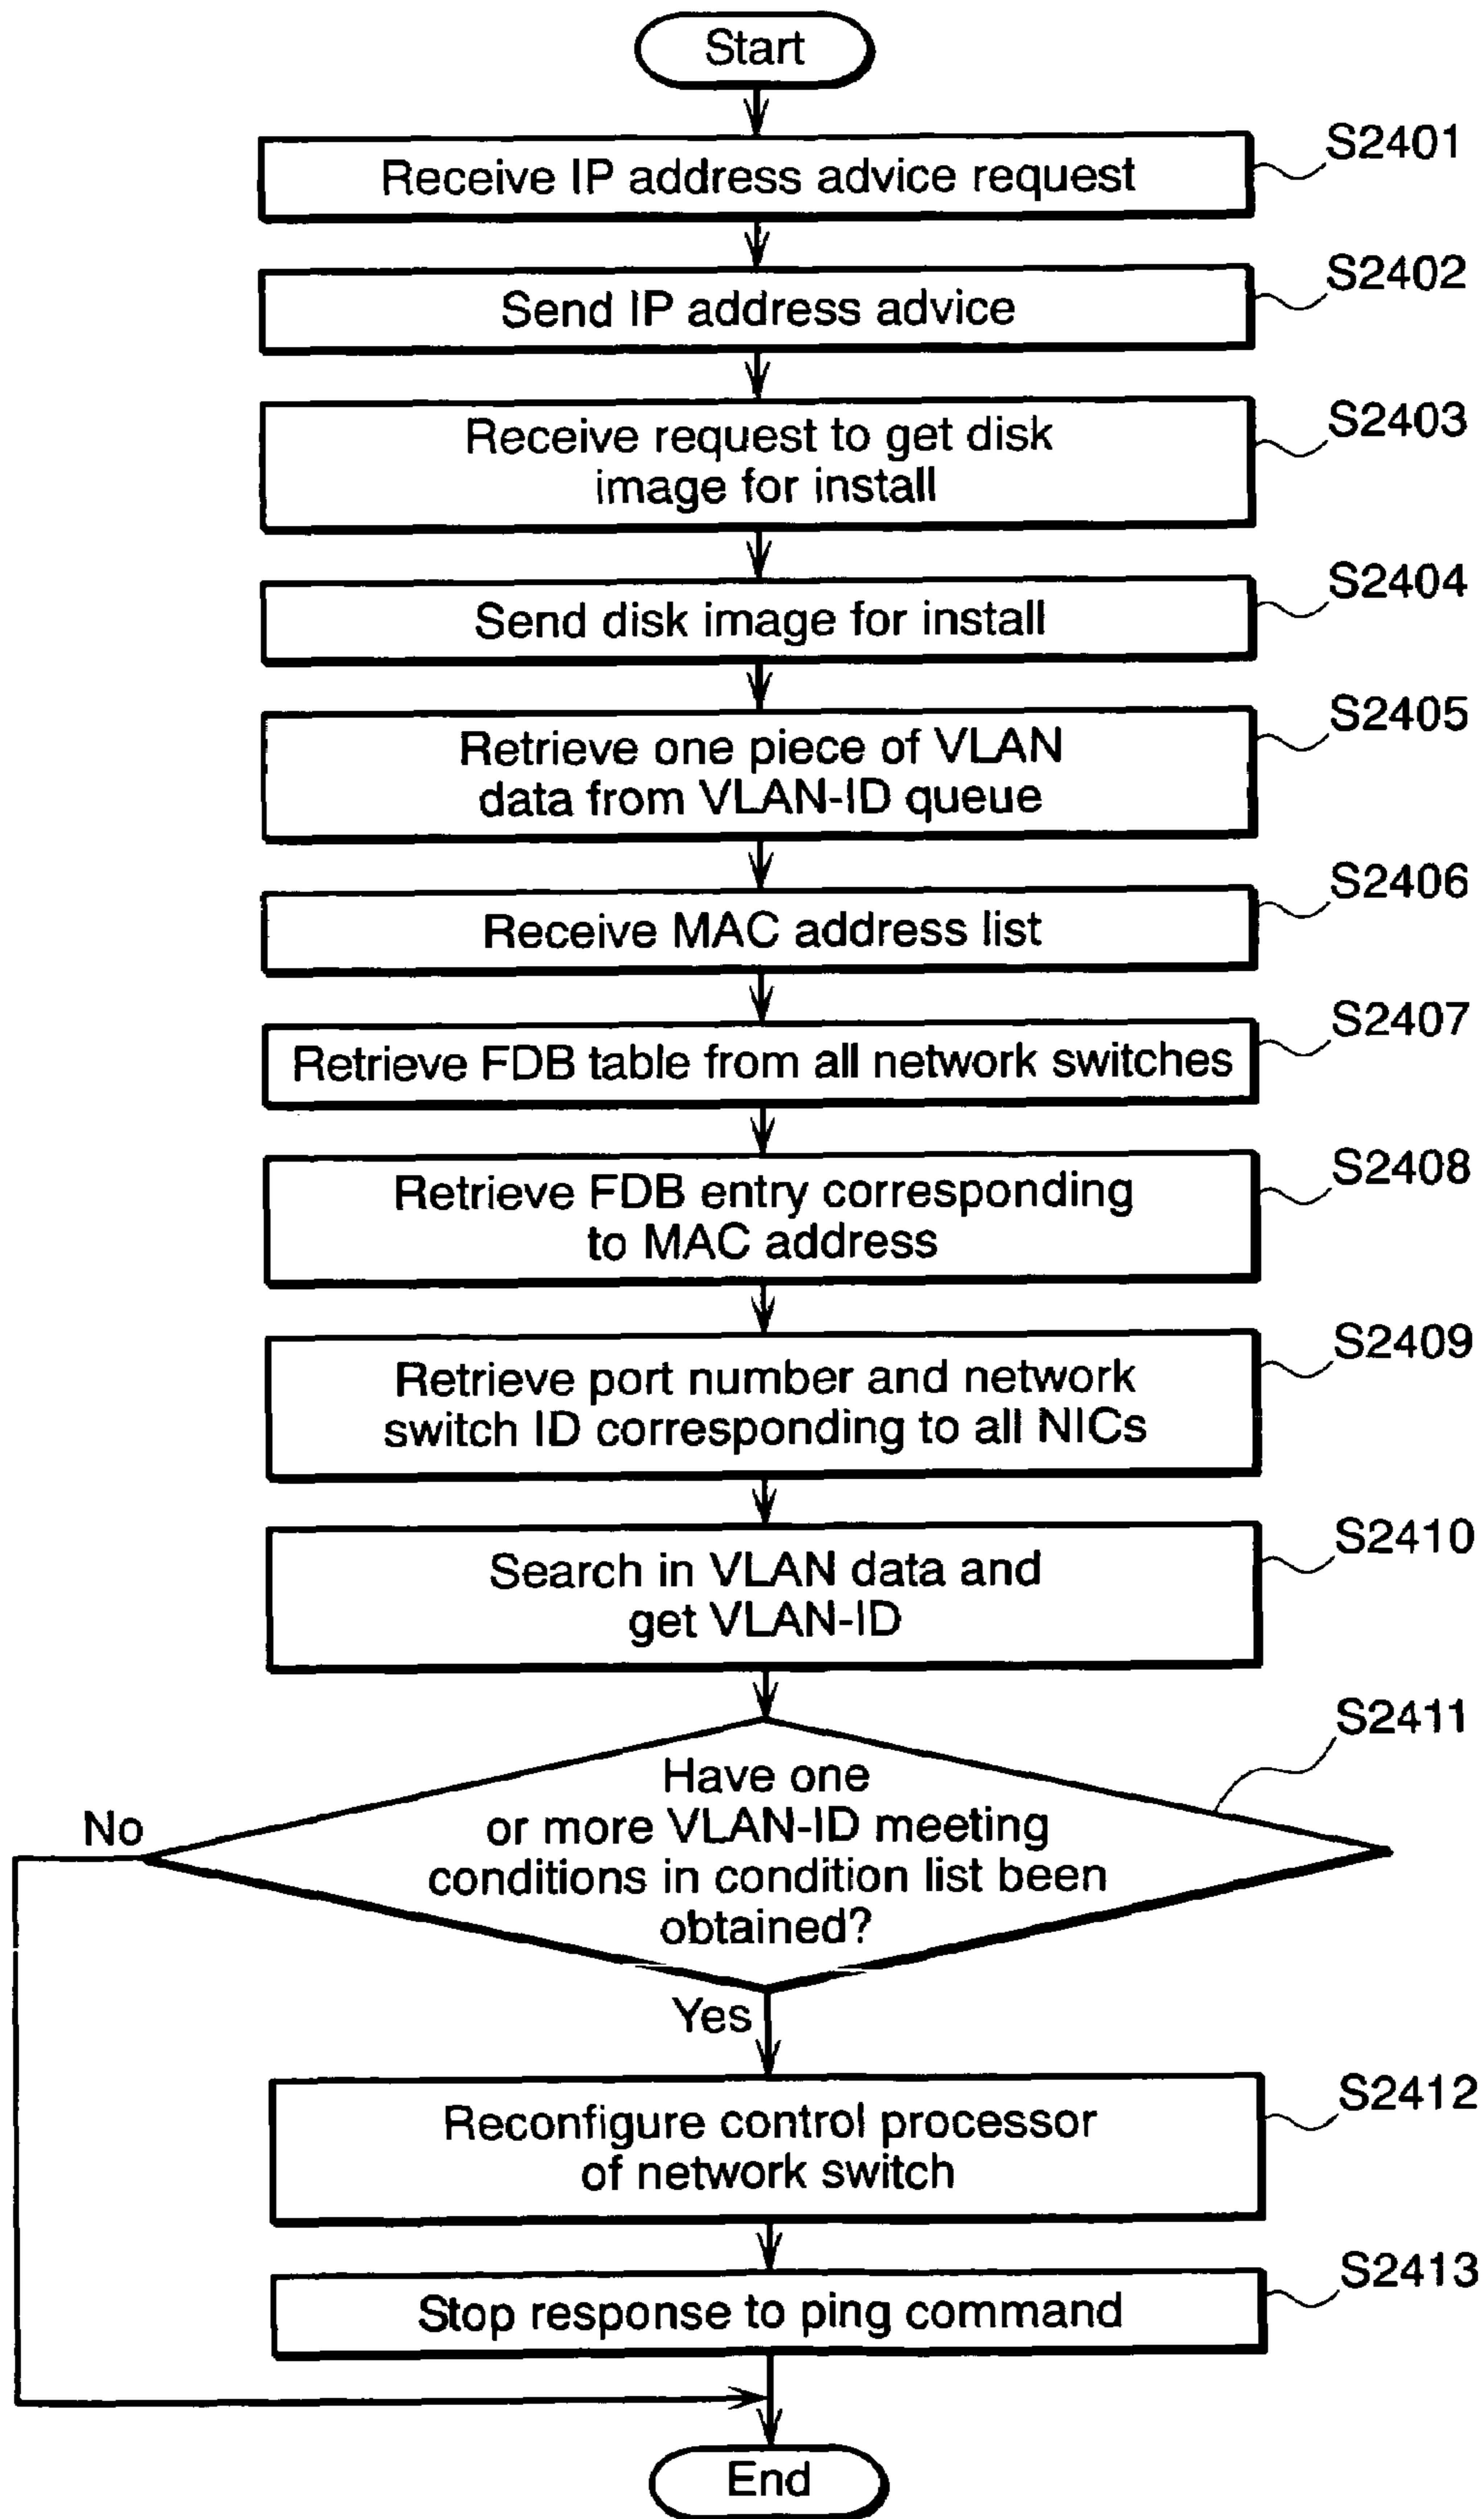 Start
Receive IP address advice request
S2401
Send IP address advice
S2402
Receive request to get disk
image for install
S2403
Send disk image for install
S2404
Retrieve one piece of VLAN
data from VLAN-ID queue
S2405
Receive MAC address list
S2406
Retrieve FDB table from all network switches
S2407
Retrieve FDB entry corresponding
to MAC address
S2408
Retrieve port number and network
switch ID corresponding to all NICs
S2409
Search in VLAN data and
get VLAN-ID
S2410
Have one
or more VLAN-ID meeting
conditions in condition list been
obtained?
S2411
No
Yes
Reconfigure control processor
of network switch
S2412
Stop response to ping command
S2413
End